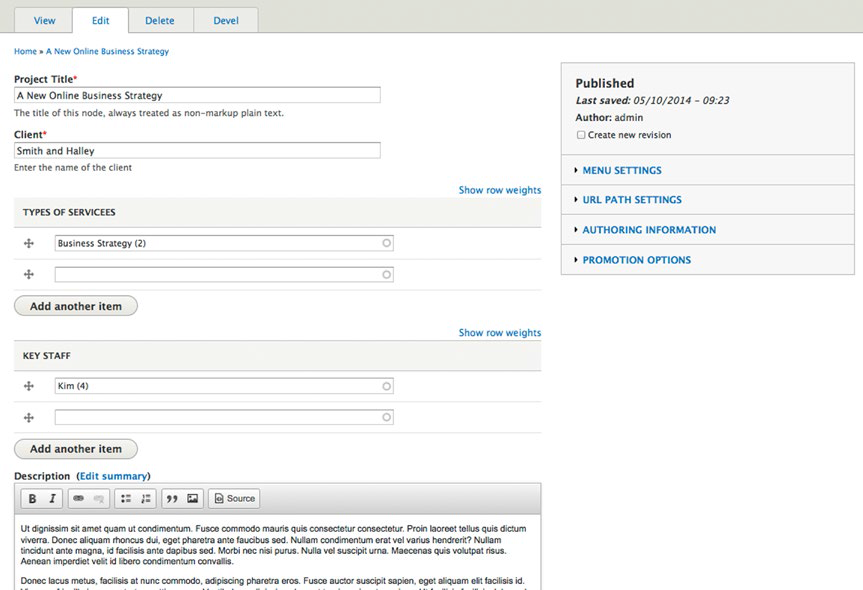 View Edit Delete Devel
Home » A New Online Business Strategy
Project Title*
A New Online Business Strategy
The title of this node, always treated as non-markup plain text.
Client*
Smith and Halley
Enter the name of the client
Show row weights
TYPES OF SERVICEES
Business Strategy (2)
Add another item
Show row weights
KEY STAFF
Kim (4)
Add another item
Description (Edit summary)
B I Source
Ut dignissim sit amet quam ut condimentum. Fusce commodo mauris quis consectetur consectetur. Proin laoreet tellus quis dictum
viverra. Donec aliquam rhoncus dui, eget pharetra ante faucibus sed. Nullam condimentum erat vel varius hendrerit? Nullam
tincidunt ante magna, id facilisis ante dapibus sed. Morbi nec nisi purus. Nulla vel suscipit urna. Maecenas quis volutpat risus.
Aenean imperdiet velit id libero condimentum convallis.
Donec lacus metus, facilisis at nunc commodo, adipiscing pharetra eros. Fusce auctor suscipit sapien, eget aliquam elit facilisis id.
Published
Last saved: 05/10/2014 - 09:23
Author: admin
Create new revision
MENU SETTINGS
URL PATH SETTINGS
AUTHORING INFORMATION
PROMOTION OPTIONS